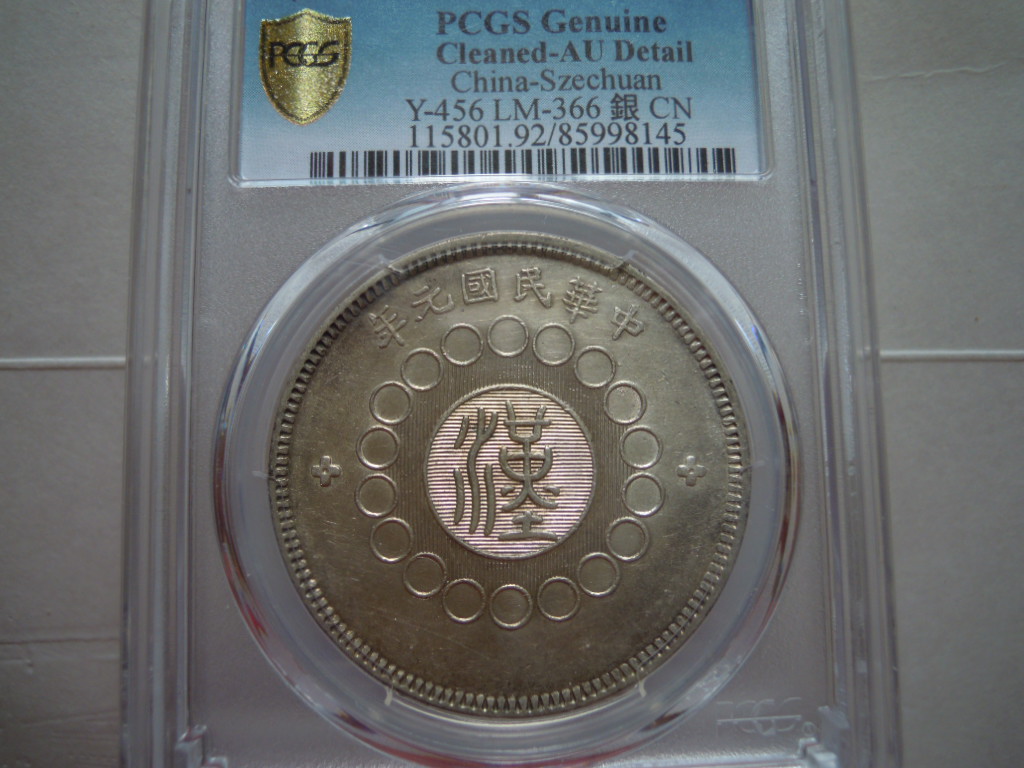 PCGS
PCGS Genuine
Cleaned-AU Detail
China-Szechuan
Y-456 LM-366 銀 CN
115801.92/85998145
年元國民華中
漢
PCGS